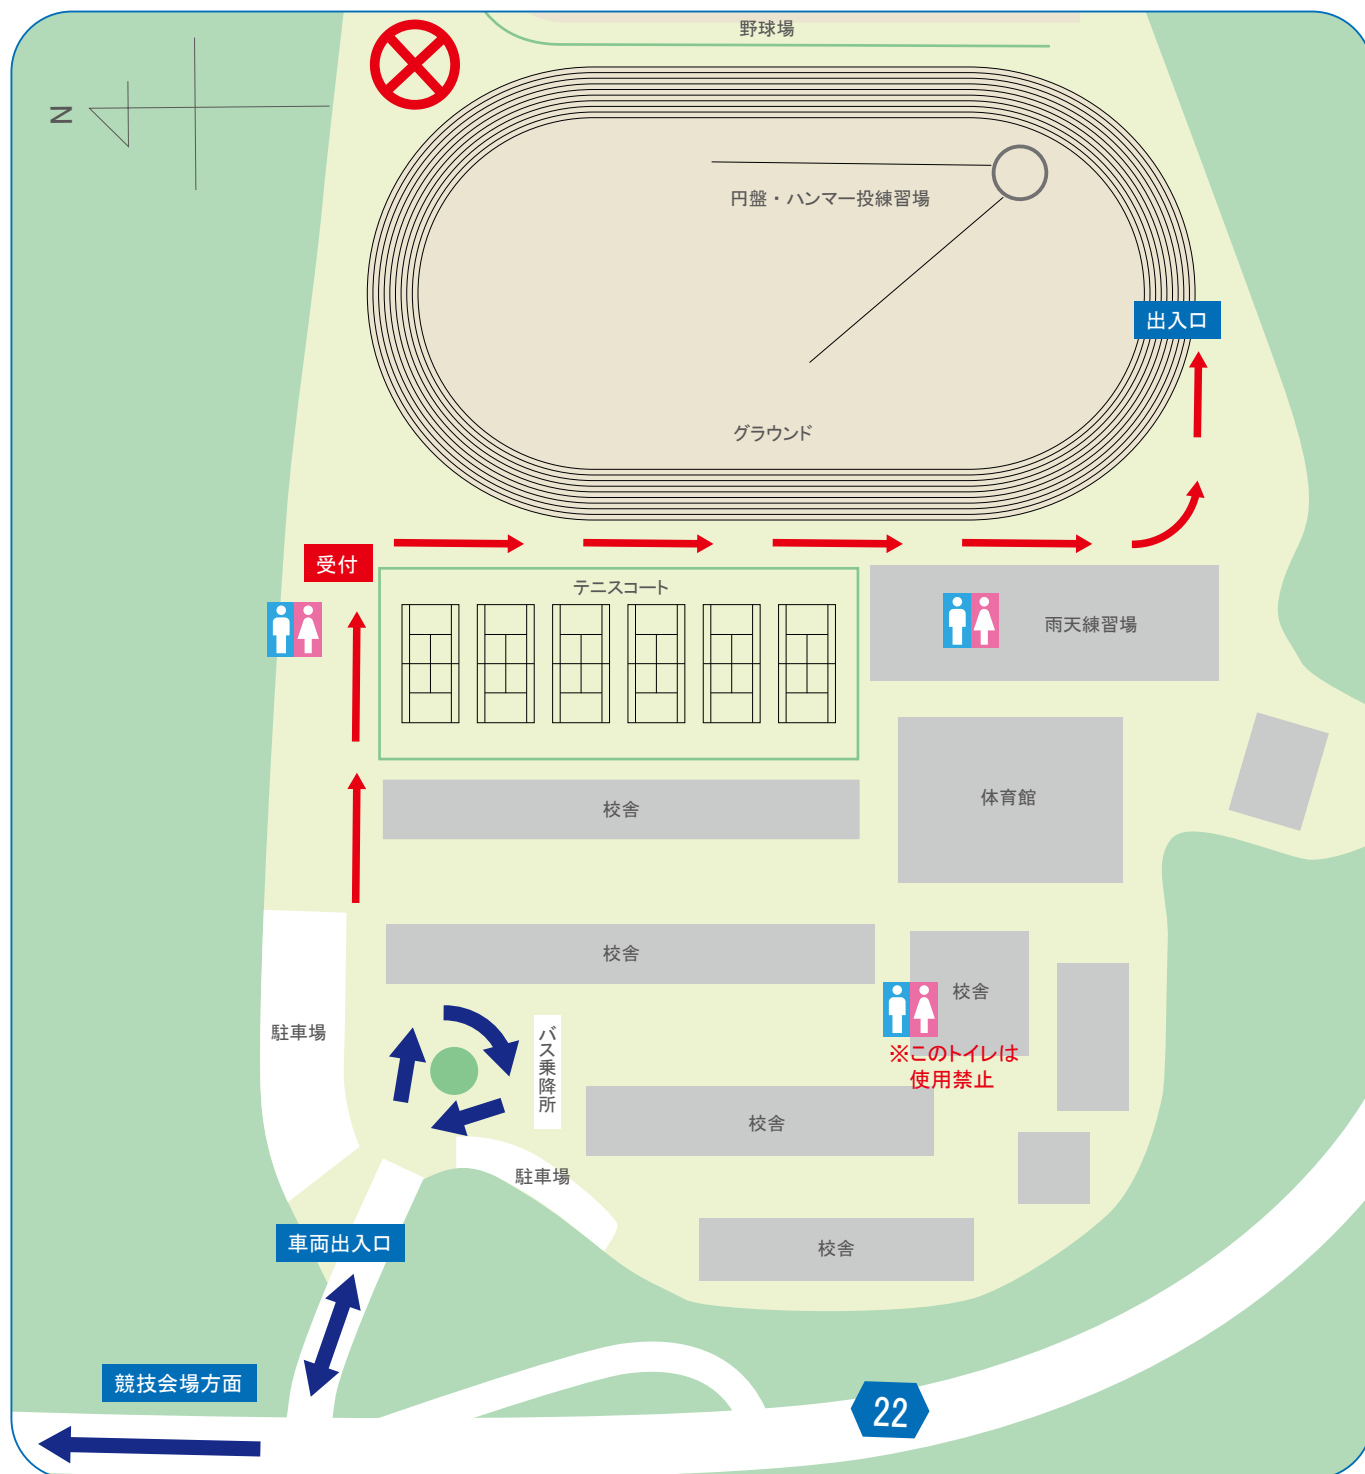 野球場
N
円盤・ハンマー投練習場
出入口
グラウンド
受付
テニスコート
雨天練習場
体育館
校舎
校舎
校舎
駐車場
バス乗降所
※このトイレは
使用禁止
校舎
駐車場
車両出入口
校舎
競技会場方面
22